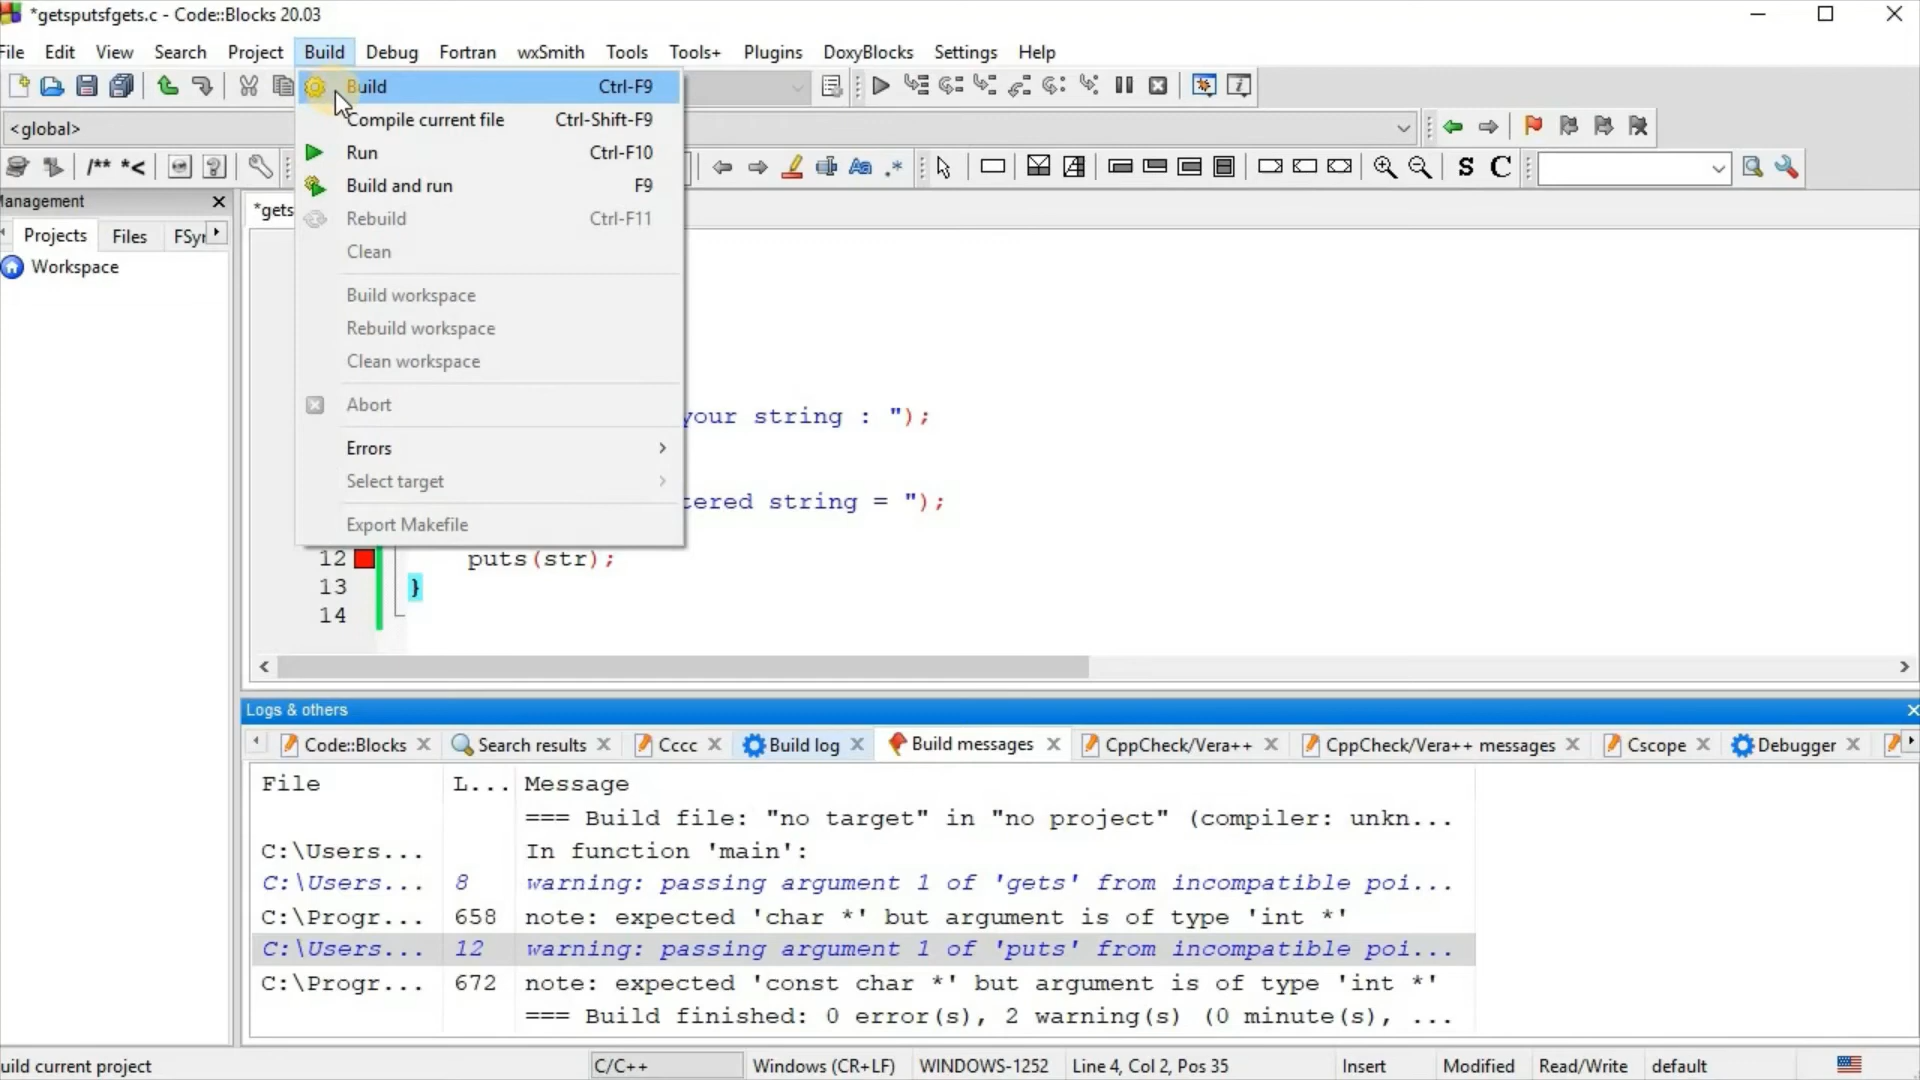 *getsputsfgets.c - Code::Blocks 20.03
File Edit View Search Project Build Debug Fortran wxSmith Tools Tools+ Plugins DoxyBlocks Settings Help
Build Ctrl-F9
<global>
Compile current file Ctrl-Shift-F9
Run Ctrl-F10
/** *< Aa .* S C
Build and run F9
anagement
*gets
Rebuild Ctrl-F11
Projects Files FSy
Clean
Workspace
Build workspace
Rebuild workspace
Clean workspace
Abort
your string : ");
Errors
Select target
tered string = ");
Export Makefile
12 puts(str);
13 }
14
Logs & others
Code::Blocks Search results Cccc Build log Build messages CppCheck/Vera++ CppCheck/Vera++ messages Cscope Debugger
File L... Message
=== Build file: "no target" in "no project" (compiler: unkn...
C:\Users... In function 'main':
C:\Users... 8 warning: passing argument 1 of 'gets' from incompatible poi...
C:\Progr... 658 note: expected 'char *' but argument is of type 'int *'
C:\Users... 12 warning: passing argument 1 of 'puts' from incompatible poi...
C:\Progr... 672 note: expected 'const char *' but argument is of type 'int *'
=== Build finished: 0 error(s), 2 warning(s) (0 minute(s), ...
uild current project C/C++ Windows (CR+LF) WINDOWS-1252 Line 4, Col 2, Pos 35 Insert Modified Read/Write default